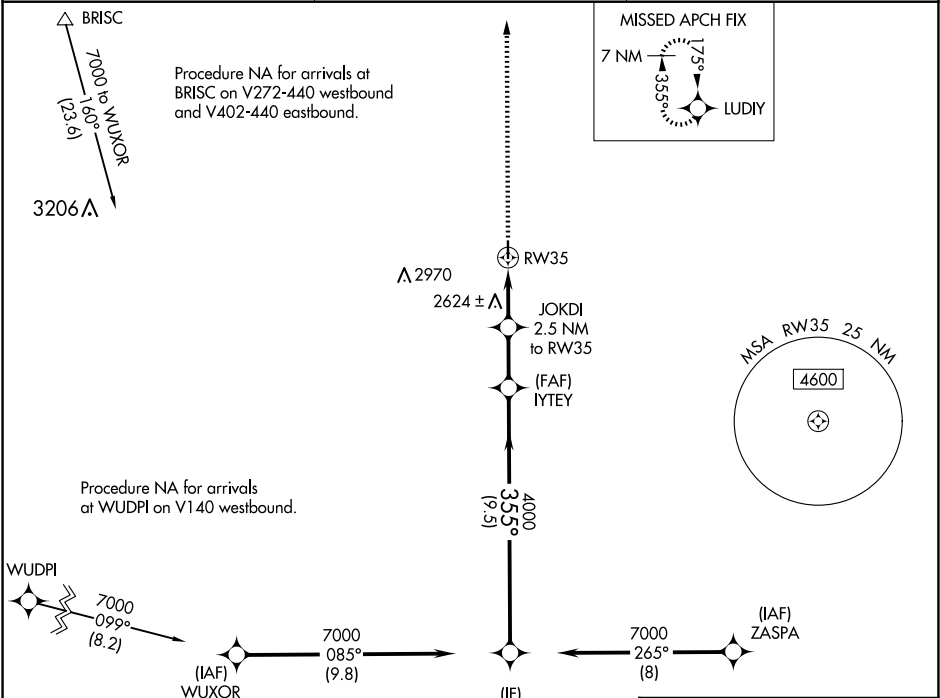 BRISC
7000 to WUXOR
160°
(23.6)
Procedure NA for arrivals at
BRISC on V272-440 westbound
and V402-440 eastbound.
MISSED APCH FIX
7 NM
175°
355°
LUDIY
3206
RW35
2970
2624 ±
JOKDI
2.5 NM
to RW35
(FAF)
IYTEY
MSA RW35 25 NM
4600
4000
355°
(9.5)
Procedure NA for arrivals
at WUDPI on V140 westbound.
WUDPI
7000
099°
(8.2)
(IAF)
WUXOR
7000
085°
(9.8)
7000
265°
(8)
(IAF)
ZASPA
(IF)